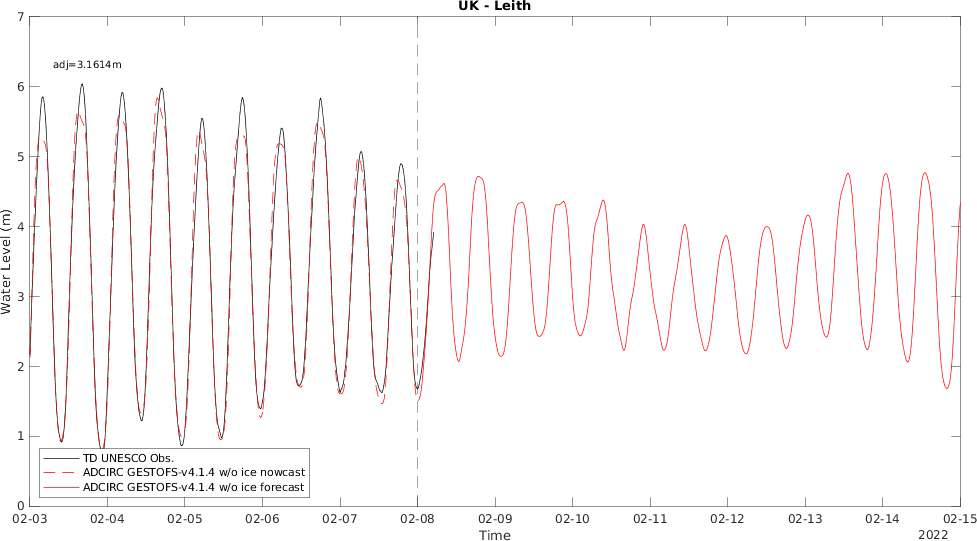 UK - Leith
adj=3.1614m
7
6
5
4
3
2
1
0
Water Level (m)
TD UNESCO Obs.
ADCIRC GESTOFS-v4.1.4 w/o ice nowcast
ADCIRC GESTOFS-v4.1.4 w/o ice forecast
02-03 02-04 02-05 02-06 02-07 02-08 02-09 02-10 02-11 02-12 02-13 02-14 02-15
Time
2022